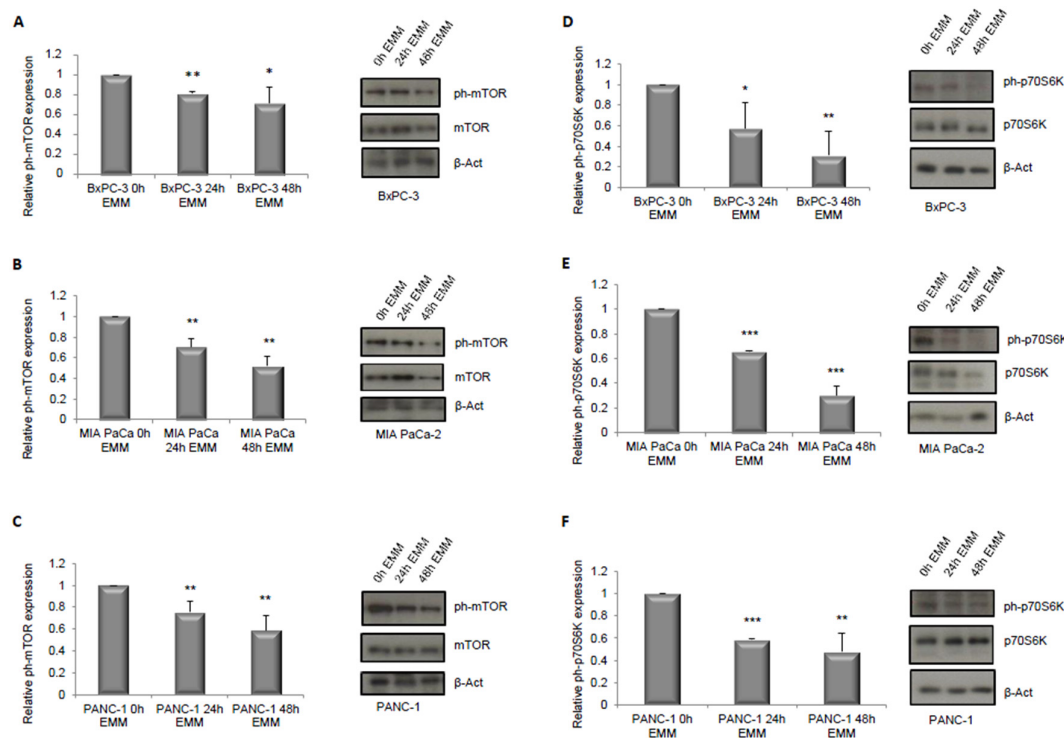 A
Relative ph-mTOR expression
1.2
1
0.8
0.6
0.4
0.2
0
**
*
BxPC-3 0h EMM
BxPC-3 24h EMM
BxPC-3 48h EMM
0h EMM
24h EMM
48h EMM
ph-mTOR
mTOR
β-Act
BxPC-3
D
Relative ph-p70S6K expression
1.2
1
0.8
0.6
0.4
0.2
0
*
**
BxPC-3 0h EMM
BxPC-3 24h EMM
BxPC-3 48h EMM
0h EMM
24h EMM
48h EMM
ph-p70S6K
p70S6K
β-Act
BxPC-3
B
Relative ph-mTOR expression
1.2
1
0.8
0.6
0.4
0.2
0
**
**
MIA PaCa 0h EMM
MIA PaCa 24h EMM
MIA PaCa 48h EMM
0h EMM
24h EMM
48h EMM
ph-mTOR
mTOR
β-Act
MIA PaCa-2
E
Relative ph-p70S6K expression
1.2
1
0.8
0.6
0.4
0.2
0
***
***
MIA PaCa 0h EMM
MIA PaCa 24h EMM
MIA PaCa 48h EMM
0h EMM
24h EMM
48h EMM
ph-p70S6K
p70S6K
β-Act
MIA PaCa-2
C
Relative ph-mTOR expression
1.2
1
0.8
0.6
0.4
0.2
0
**
**
PANC-1 0h EMM
PANC-1 24h EMM
PANC-1 48h EMM
0h EMM
24h EMM
48h EMM
ph-mTOR
mTOR
β-Act
PANC-1
F
Relative ph-p70S6K expression
1.2
1
0.8
0.6
0.4
0.2
0
***
**
PANC-1 0h EMM
PANC-1 24h EMM
PANC-1 48h EMM
0h EMM
24h EMM
48h EMM
ph-p70S6K
p70S6K
β-Act
PANC-1